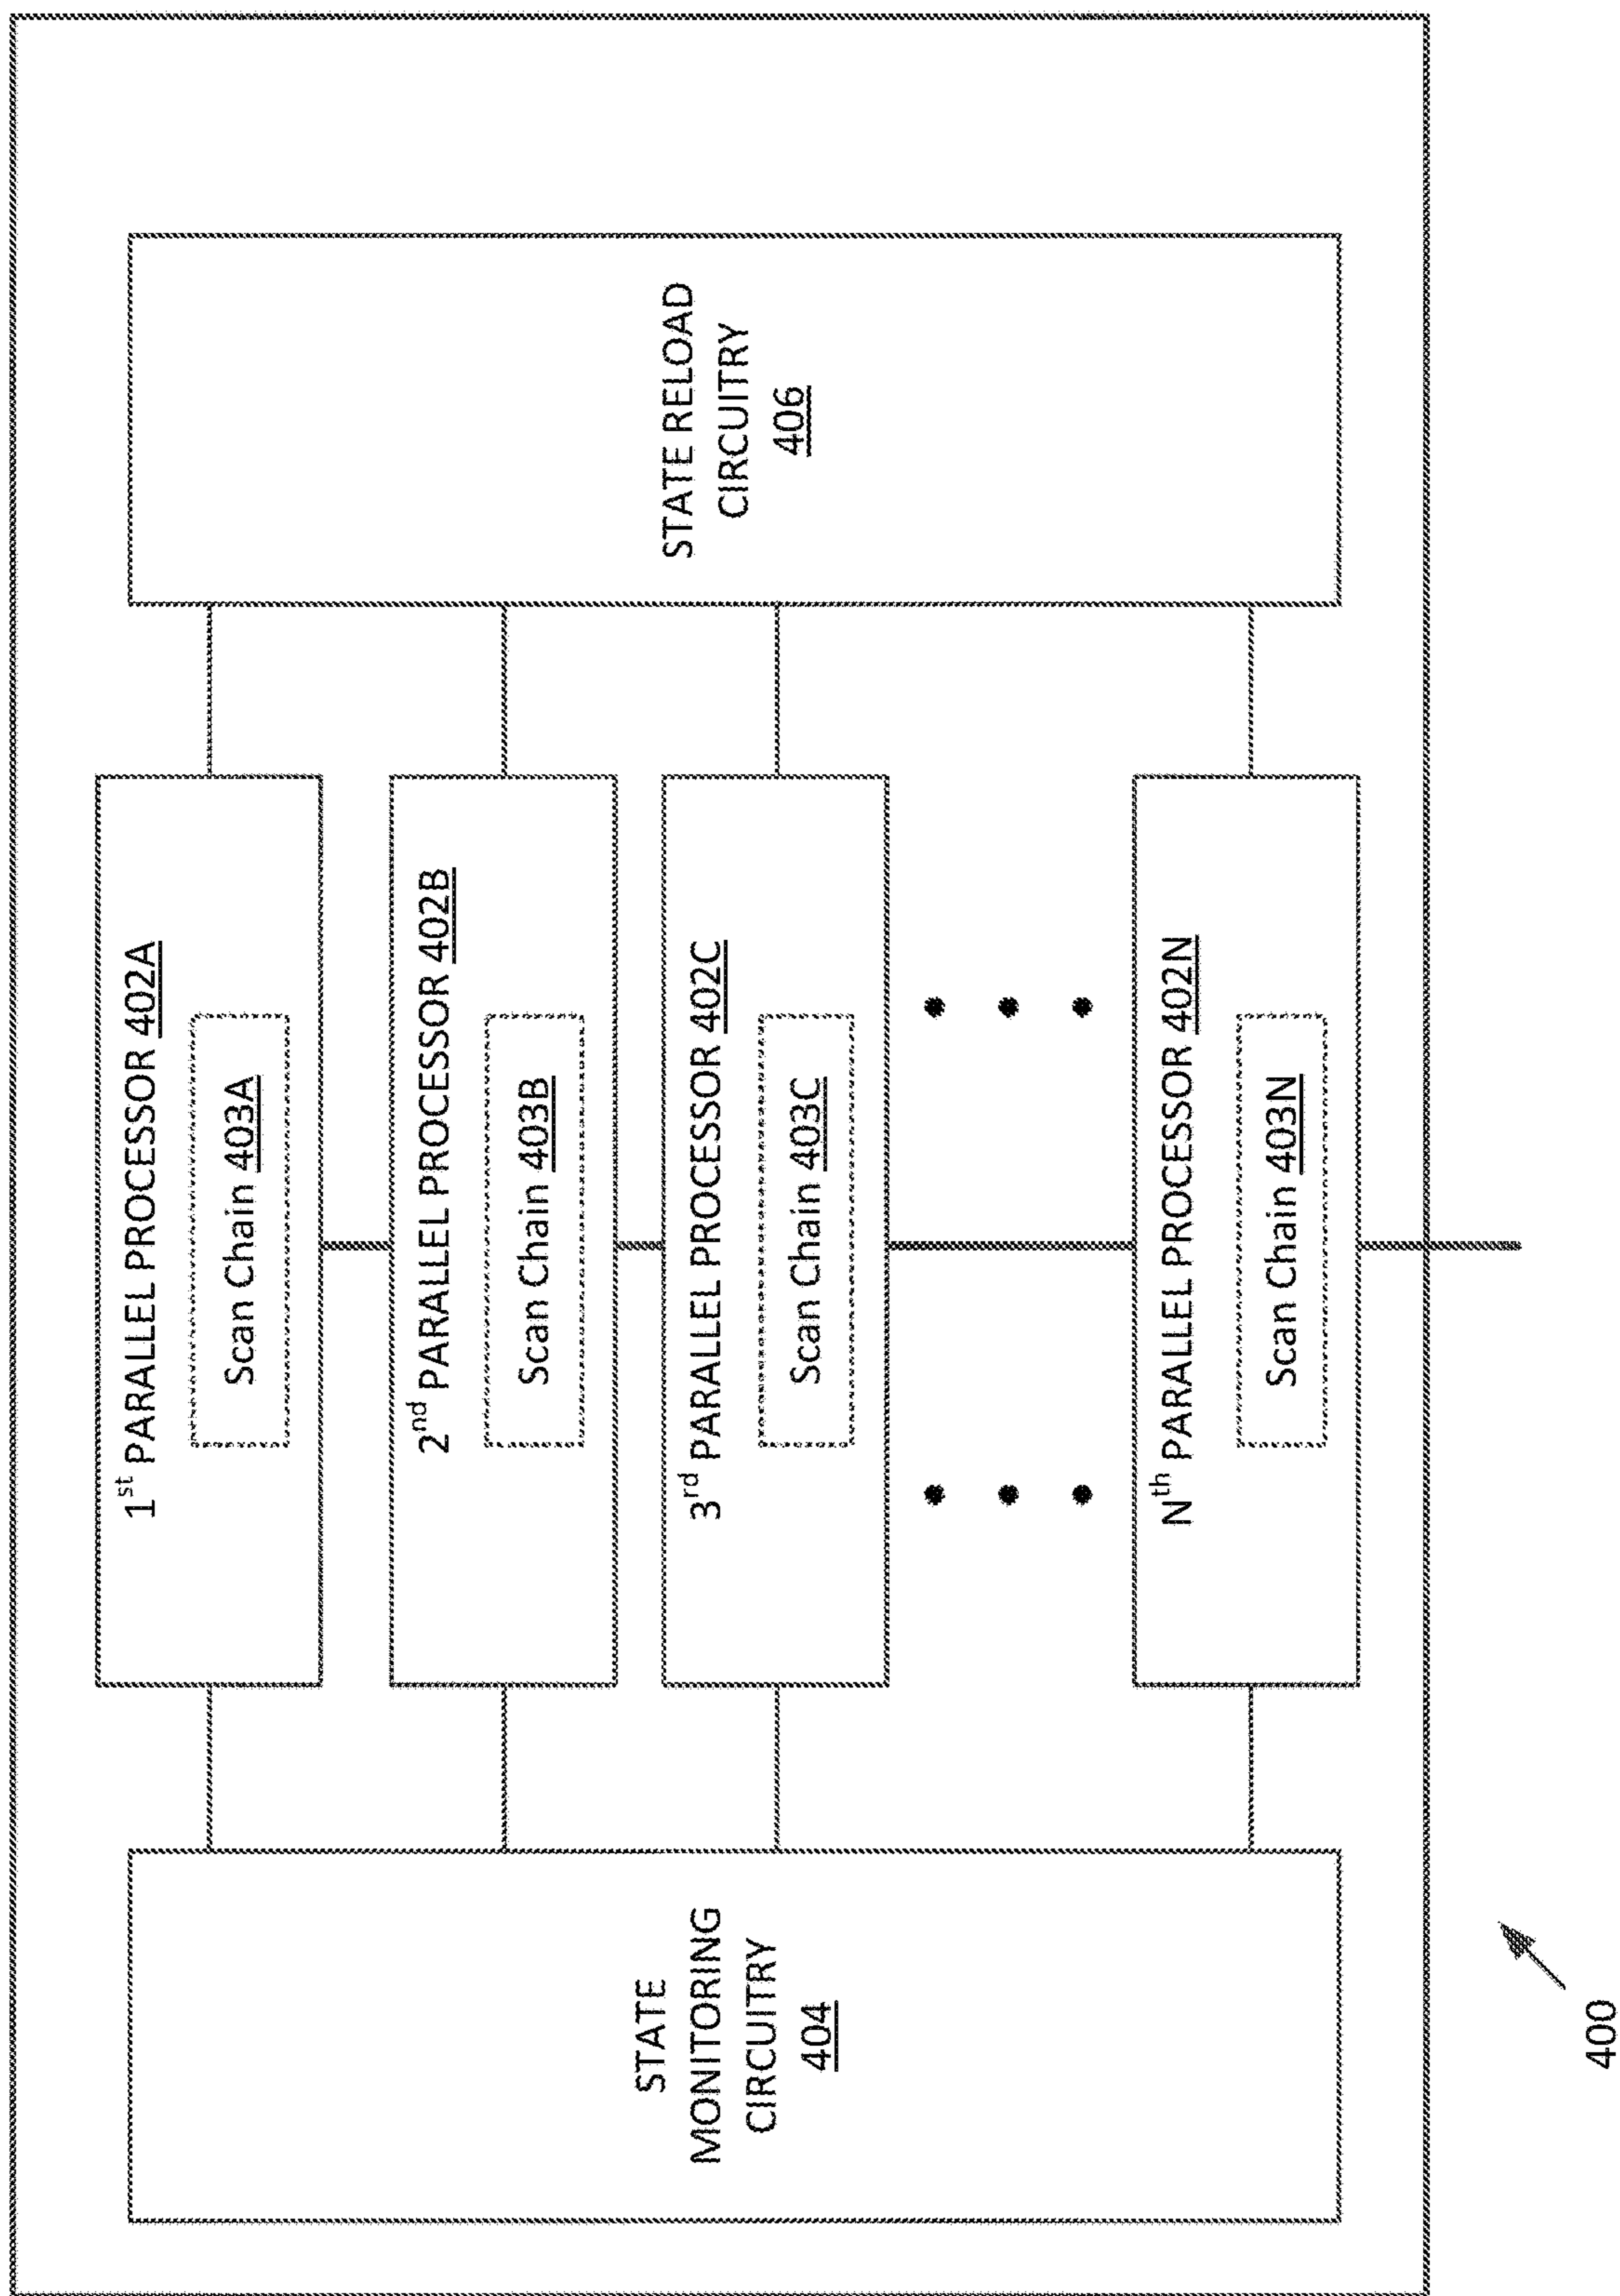 STATE
MONITORING
CIRCUITRY
404
1st PARALLEL PROCESSOR 402A
Scan Chain 403A
2nd PARALLEL PROCESSOR 402B
Scan Chain 403B
3rd PARALLEL PROCESSOR 402C
Scan Chain 403C
Nth PARALLEL PROCESSOR 402N
Scan Chain 403N
STATE RELOAD
CIRCUITRY
406
400